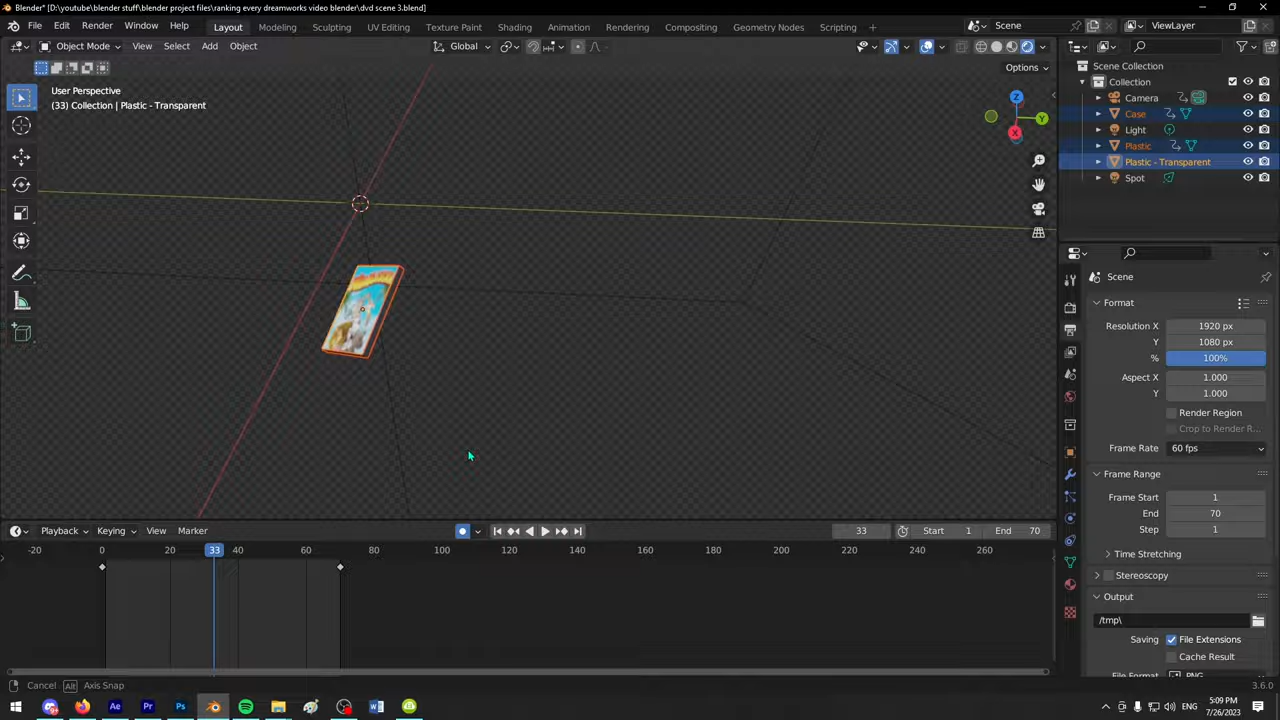 Blender* [D:\youtube\blender stuff\blender project files\ranking every dreamworks video blender\dvd scene 3.blend]
File Edit Render Window Help Layout Modeling Sculpting UV Editing Texture Paint Shading Animation Rendering Compositing Geometry Nodes Scripting Scene ViewLayer
Object Mode View Select Add Object Global
Options
User Perspective
(33) Collection | Plastic - Transparent
Z
Y
X
Scene Collection
Collection
Camera
Case
Light
Plastic
Plastic - Transparent
Spot
Scene
Format
Resolution X 1920 px
Y 1080 px
% 100%
Aspect X 1.000
Y 1.000
Render Region
Crop to Render R...
Frame Rate 60 fps
Frame Range
Frame Start 1
End 70
Step 1
Time Stretching
Stereoscopy
Output
/tmp\
Saving File Extensions
Cache Result
File Format PNG
Playback Keying View Marker 33 Start 1 End 70
-20 0 20 33 40 60 80 100 120 140 160 180 200 220 240 260 280
Cancel Alt Axis Snap 3.6.0
5:09 PM
7/26/2023